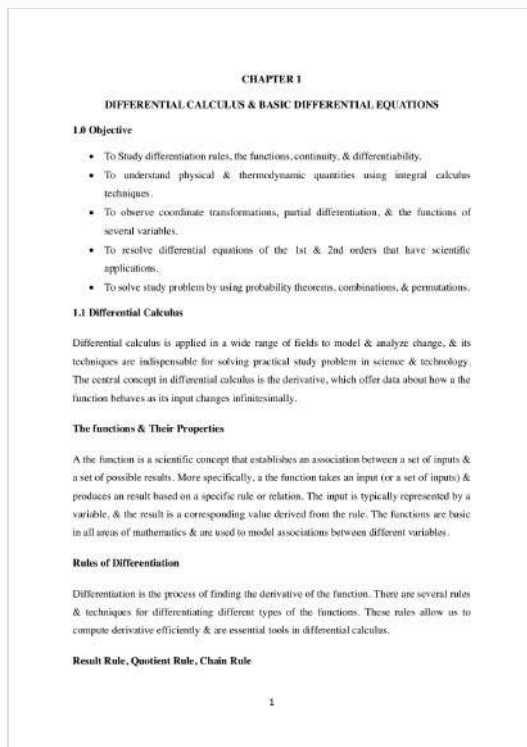 CHAPTER 1
DIFFERENTIAL CALCULUS & BASIC DIFFERENTIAL EQUATIONS
1.0 Objective
• To Study differentiation rules, the functions, continuity, & differentiability.
• To understand physical & thermodynamic quantities using integral calculus
techniques.
• To observe coordinate transformations, partial differentiation, & the functions of
several variables.
• To resolve differential equations of the 1st & 2nd orders that have scientific
applications.
• To solve study problem by using probability theorems, combinations, & permutations.
1.1 Differential Calculus
Differential calculus is applied in a wide range of fields to model & analyze change, & its
techniques are indispensable for solving practical study problem in science & technology.
The central concept in differential calculus is the derivative, which offer data about how a the
function behaves as its input changes infinitesimally.
The functions & Their Properties
A the function is a scientific concept that establishes an association between a set of inputs &
a set of possible results. More specifically, a the function takes an input (or a set of inputs) &
produces an result based on a specific rule or relation. The input is typically represented by a
variable, & the result is a corresponding value derived from the rule. The functions are basic
in all areas of mathematics & are used to model associations between different variables.
Rules of Differentiation
Differentiation is the process of finding the derivative of the function. There are several rules
& techniques for differentiating different types of the functions. These rules allow us to
compute derivative efficiently & are essential tools in differential calculus.
Result Rule, Quotient Rule, Chain Rule
1